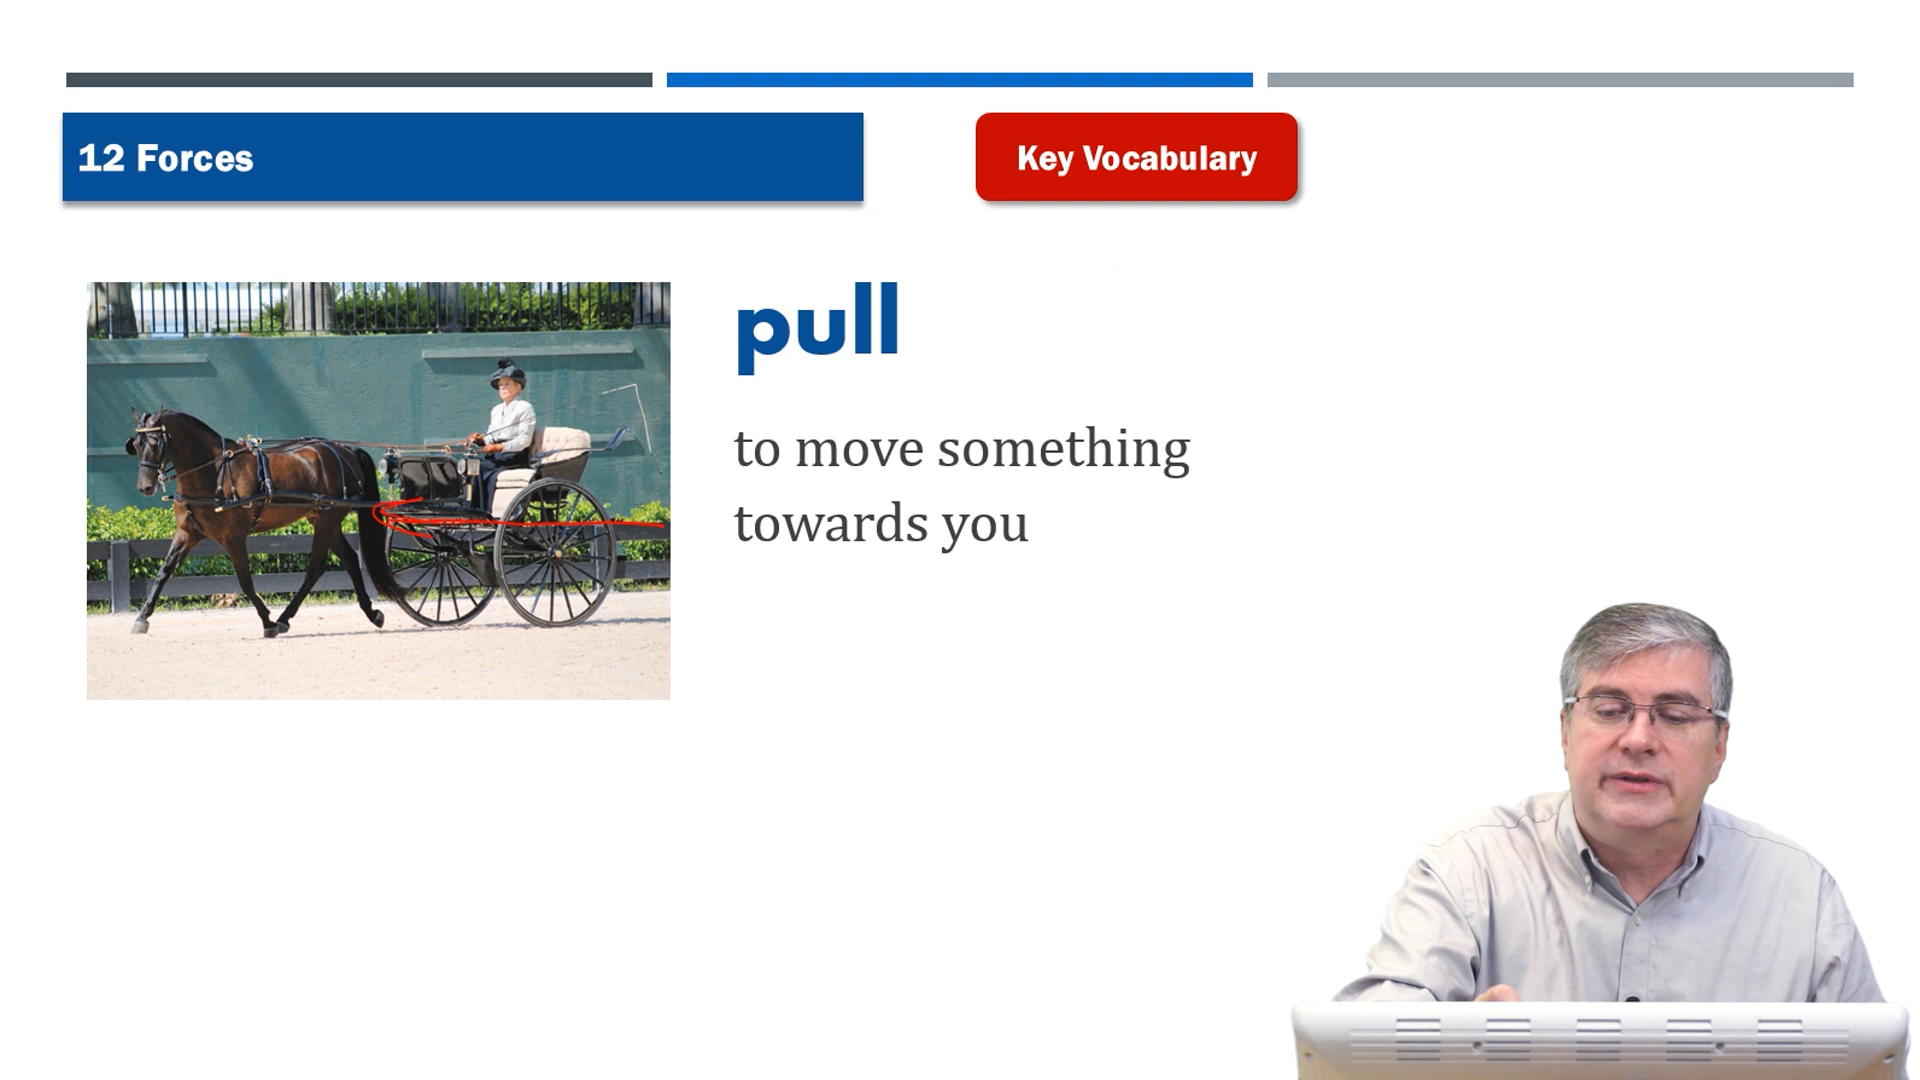 12 Forces
Key Vocabulary
pull
to move something
towards you